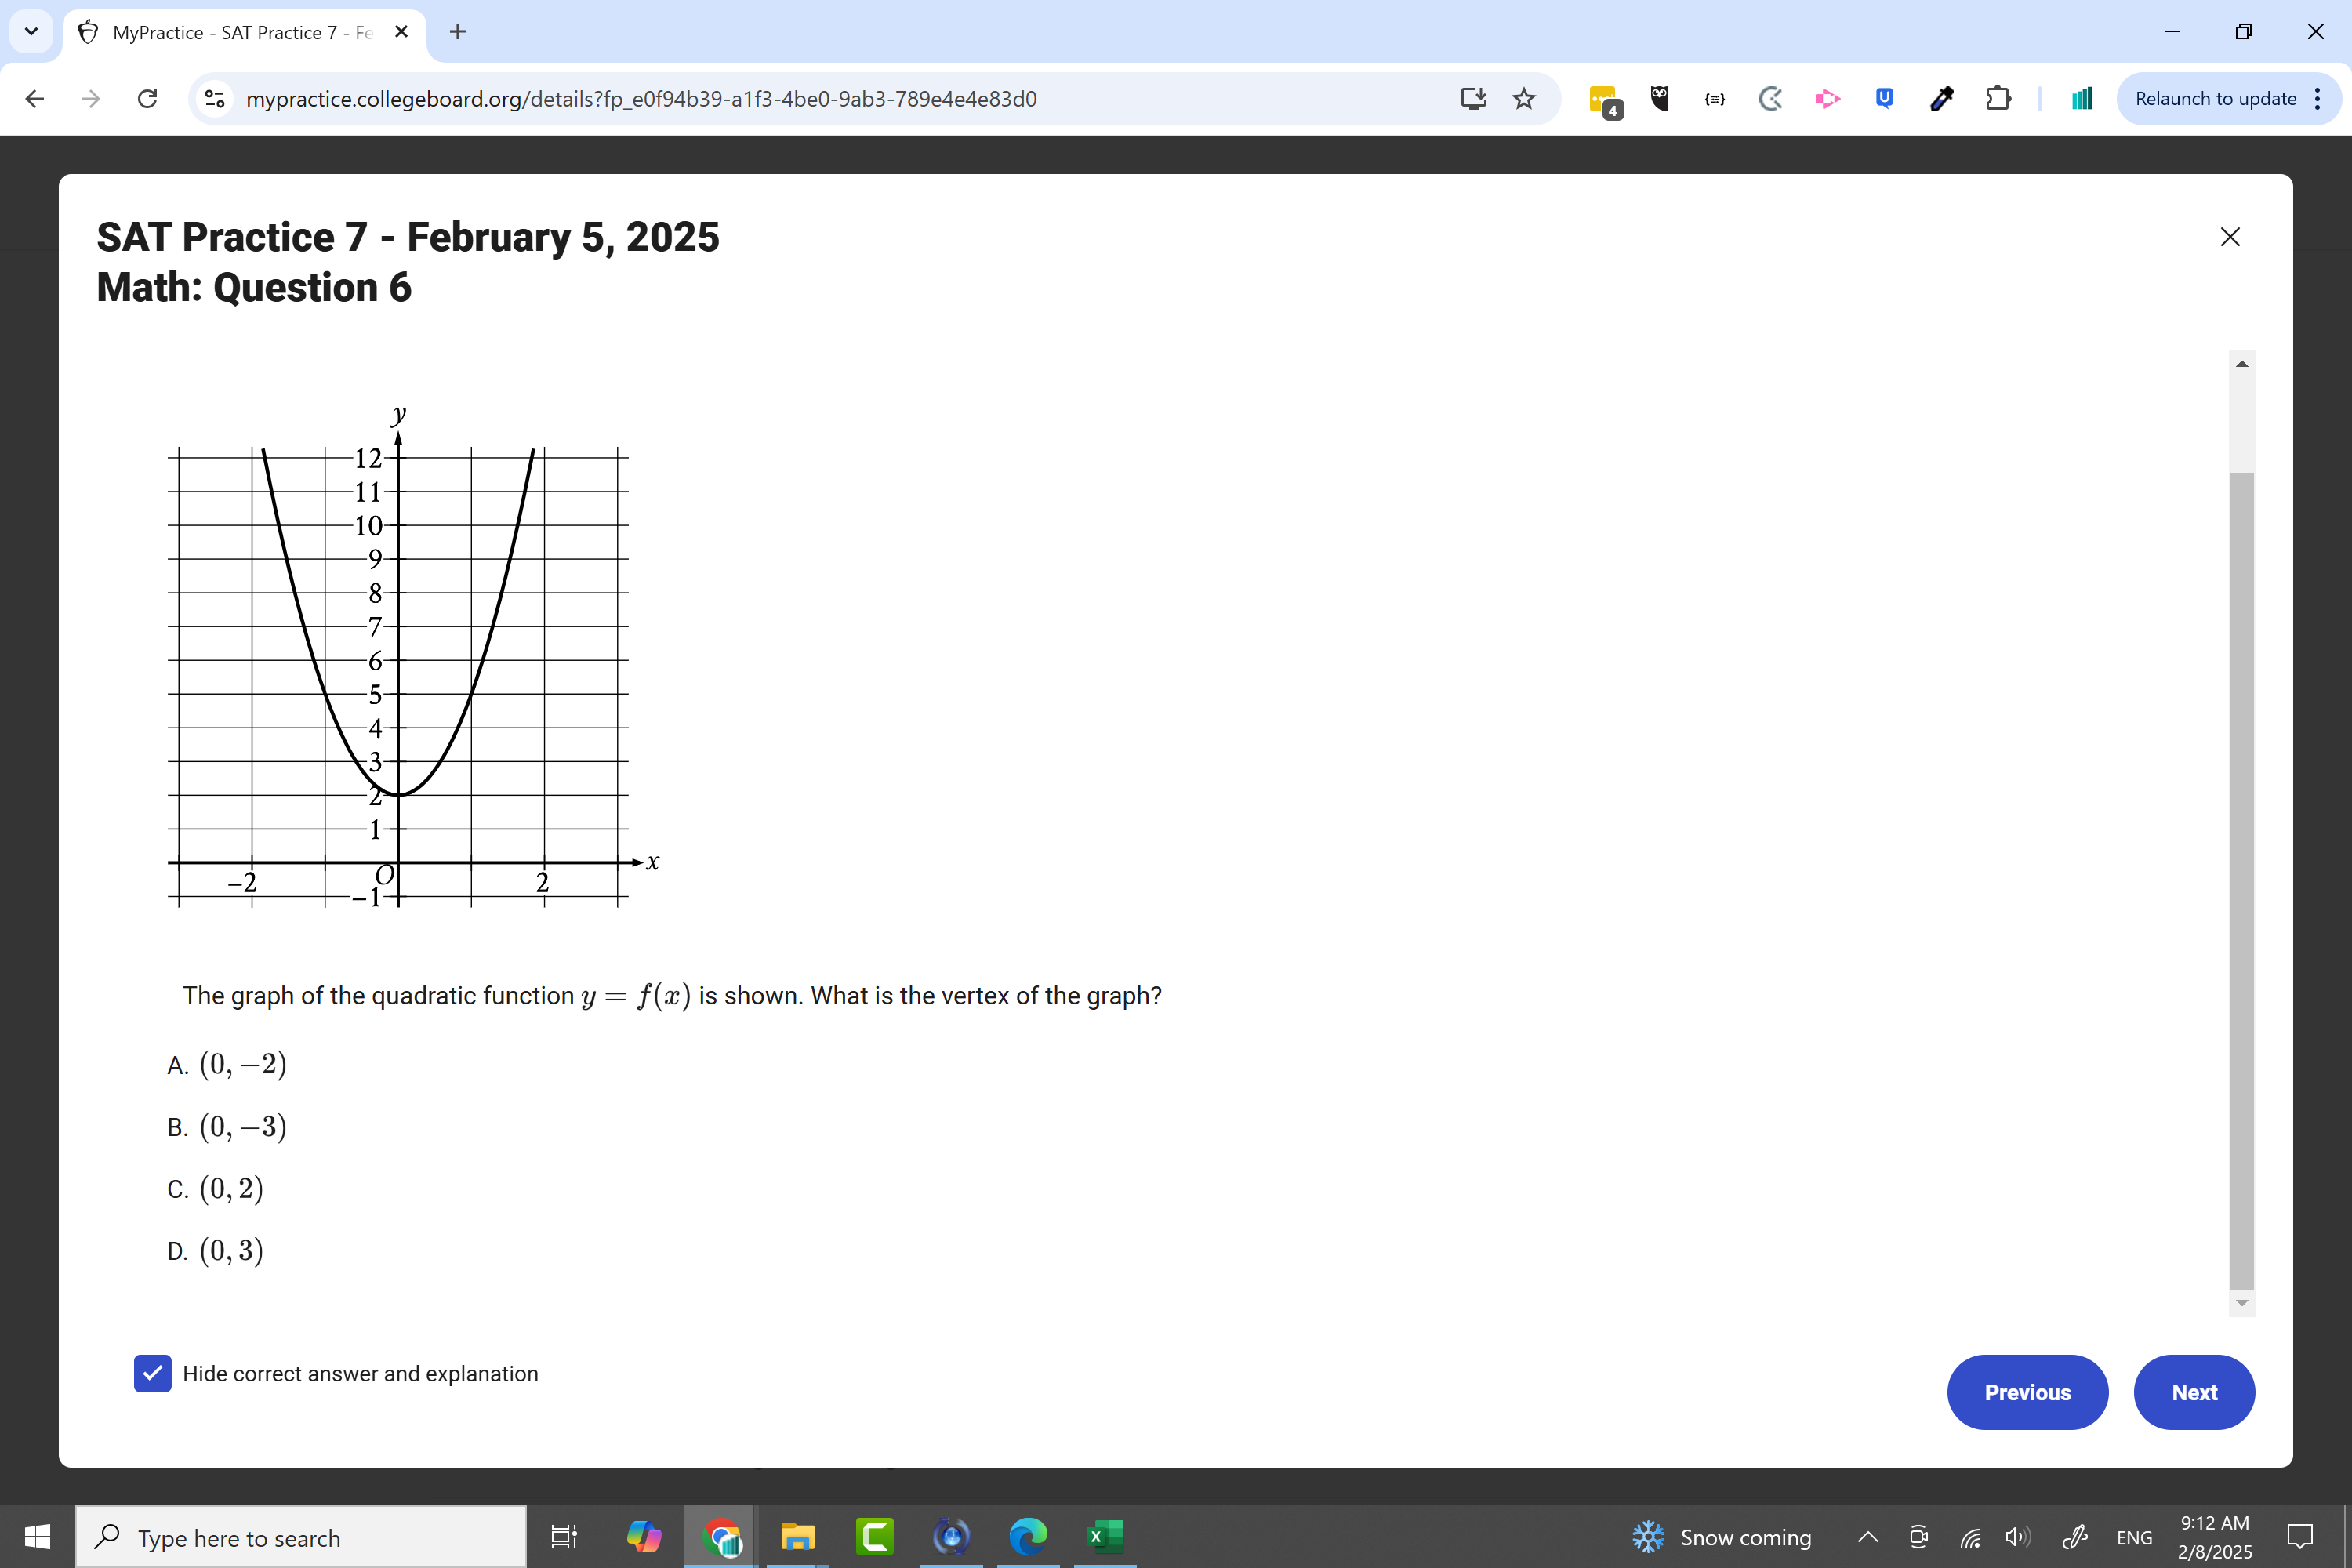 MyPractice - SAT Practice 7 - Fe
mypractice.collegeboard.org/details?fp_e0f94b39-a1f3-4be0-9ab3-789e4e4e83d0
4
{≡}
U
Relaunch to update
SAT Practice 7 - February 5, 2025
Math: Question 6
y
12
11
10
9
8
7
6
5
4
3
2
1
x
−2
O
2
−1
The graph of the quadratic function y = f(x) is shown. What is the vertex of the graph?
A. (0, −2)
B. (0, −3)
C. (0, 2)
D. (0, 3)
Hide correct answer and explanation
Previous
Next
Type here to search
C
X
Snow coming
ENG
9:12 AM
2/8/2025